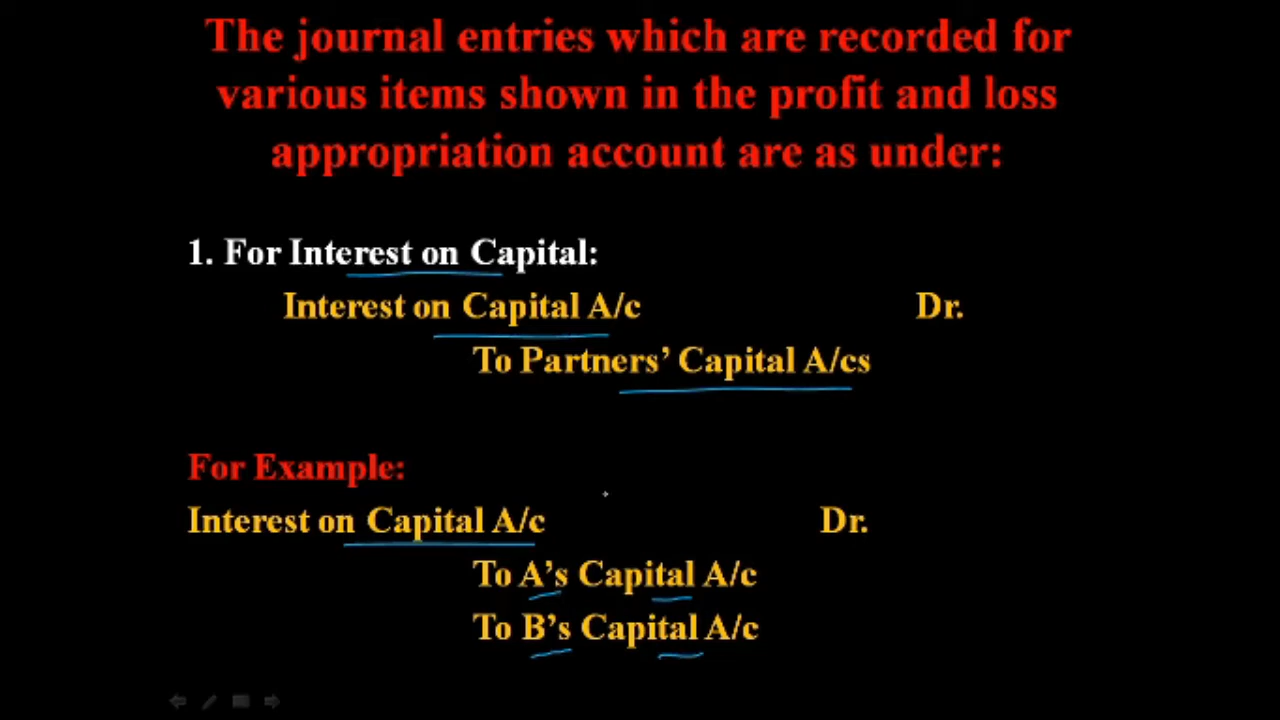 The journal entries which are recorded for
various items shown in the profit and loss
appropriation account are as under:
1. For Interest on Capital:
Interest on Capital A/c Dr.
To Partners’ Capital A/cs
For Example:
Interest on Capital A/c Dr.
To A’s Capital A/c
To B’s Capital A/c